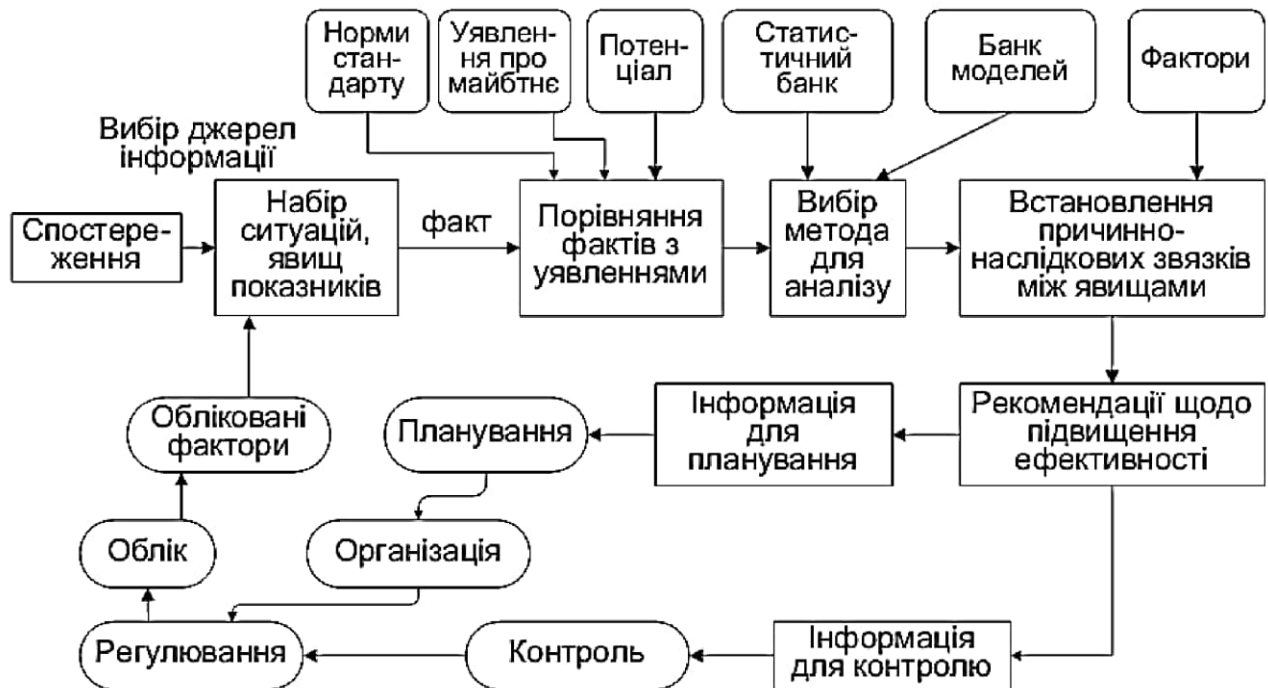 Норми
стан-
дарту
Уявлен-
ня про
майбтнє
Потен-
ціал
Статис-
тичний
банк
Банк
моделей
Фактори
Вибір джерел
інформації
Спостере-
ження
Набір
ситуацій,
явищ
показників
факт
Порівняння
фактів з
уявленнями
Вибір
метода
для
аналізу
Встановлення
причинно-
наслідкових звязків
між явищами
Обліковані
фактори
Планування
Інформація
для
планування
Рекомендації щодо
підвищення
ефективності
Облік
Організація
Регулювання
Контроль
Інформація
для контролю